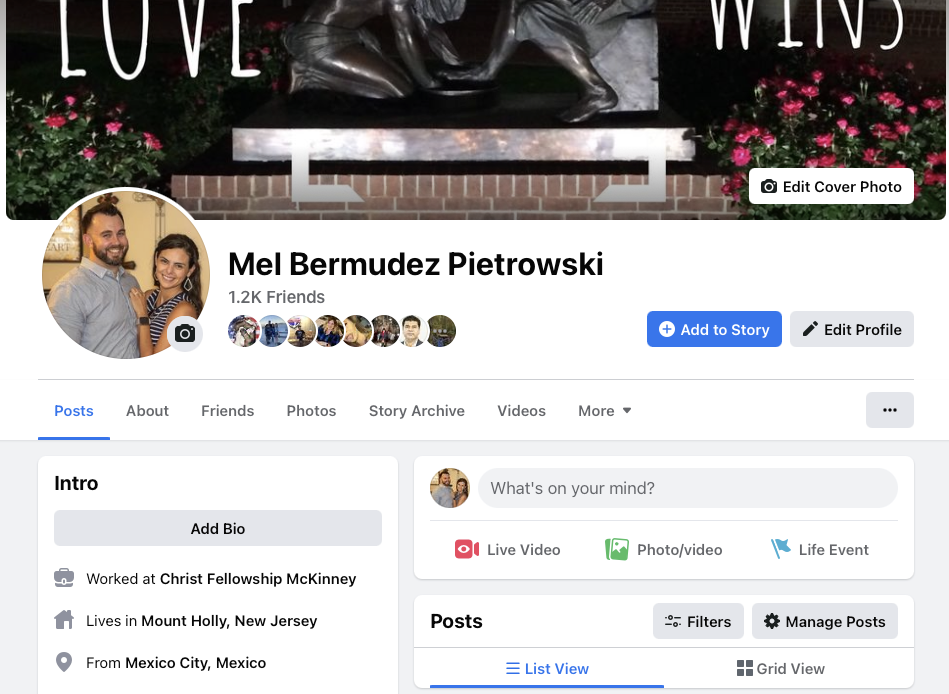 LOVE WINS
Edit Cover Photo
Mel Bermudez Pietrowski
1.2K Friends
Add to Story
Edit Profile
Posts About Friends Photos Story Archive Videos More
Intro
What's on your mind?
Add Bio
Live Video Photo/video Life Event
Worked at Christ Fellowship McKinney
Lives in Mount Holly, New Jersey
From Mexico City, Mexico
Posts
Filters
Manage Posts
List View
Grid View